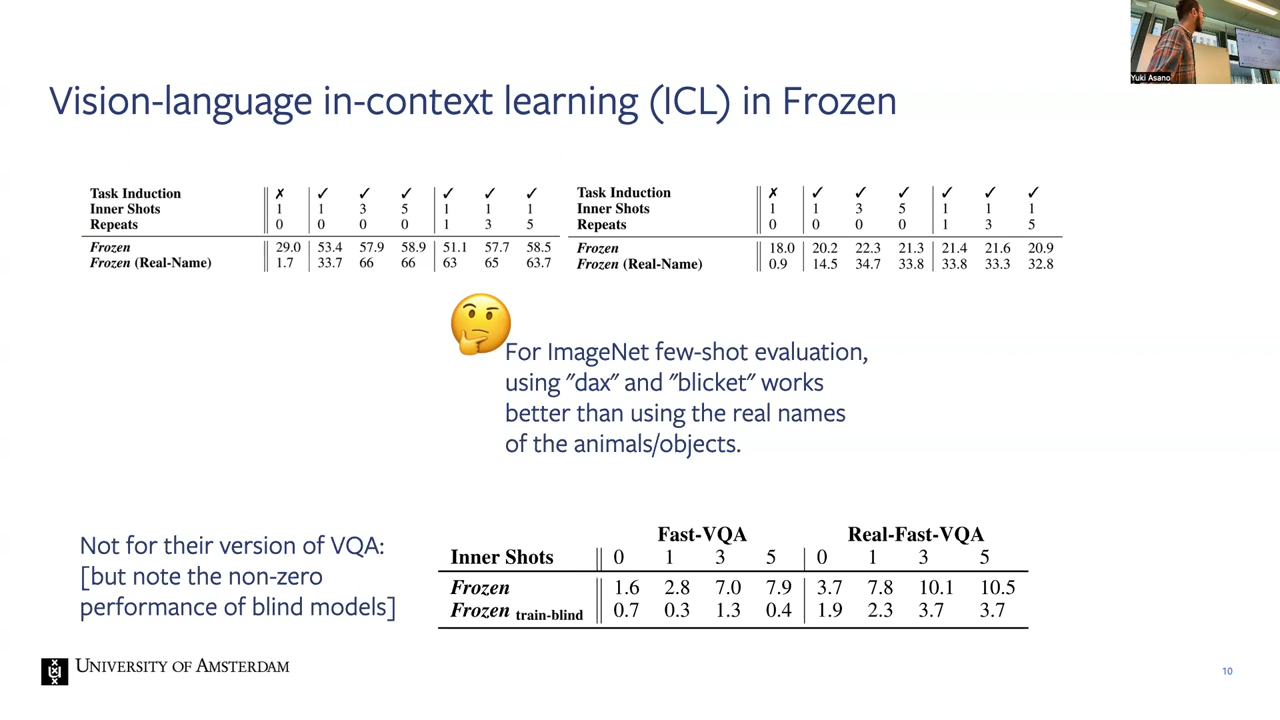 Yuki Asano
Vision-language in-context learning (ICL) in Frozen
Task Induction ✗ ✓ ✓ ✓ ✓ ✓ ✓
Inner Shots 1 1 3 5 1 1 1
Repeats 0 0 0 0 1 3 5
Frozen 29.0 53.4 57.9 58.9 51.1 57.7 58.5
Frozen (Real-Name) 1.7 33.7 66 66 63 65 63.7
Task Induction ✗ ✓ ✓ ✓ ✓ ✓ ✓
Inner Shots 1 1 3 5 1 1 1
Repeats 0 0 0 0 1 3 5
Frozen 18.0 20.2 22.3 21.3 21.4 21.6 20.9
Frozen (Real-Name) 0.9 14.5 34.7 33.8 33.8 33.3 32.8
For ImageNet few-shot evaluation,
using "dax" and "blicket" works
better than using the real names
of the animals/objects.
Not for their version of VQA:
[but note the non-zero
performance of blind models]
Fast-VQA Real-Fast-VQA
Inner Shots 0 1 3 5 0 1 3 5
Frozen 1.6 2.8 7.0 7.9 3.7 7.8 10.1 10.5
Frozen train-blind 0.7 0.3 1.3 0.4 1.9 2.3 3.7 3.7
UNIVERSITY OF AMSTERDAM
10